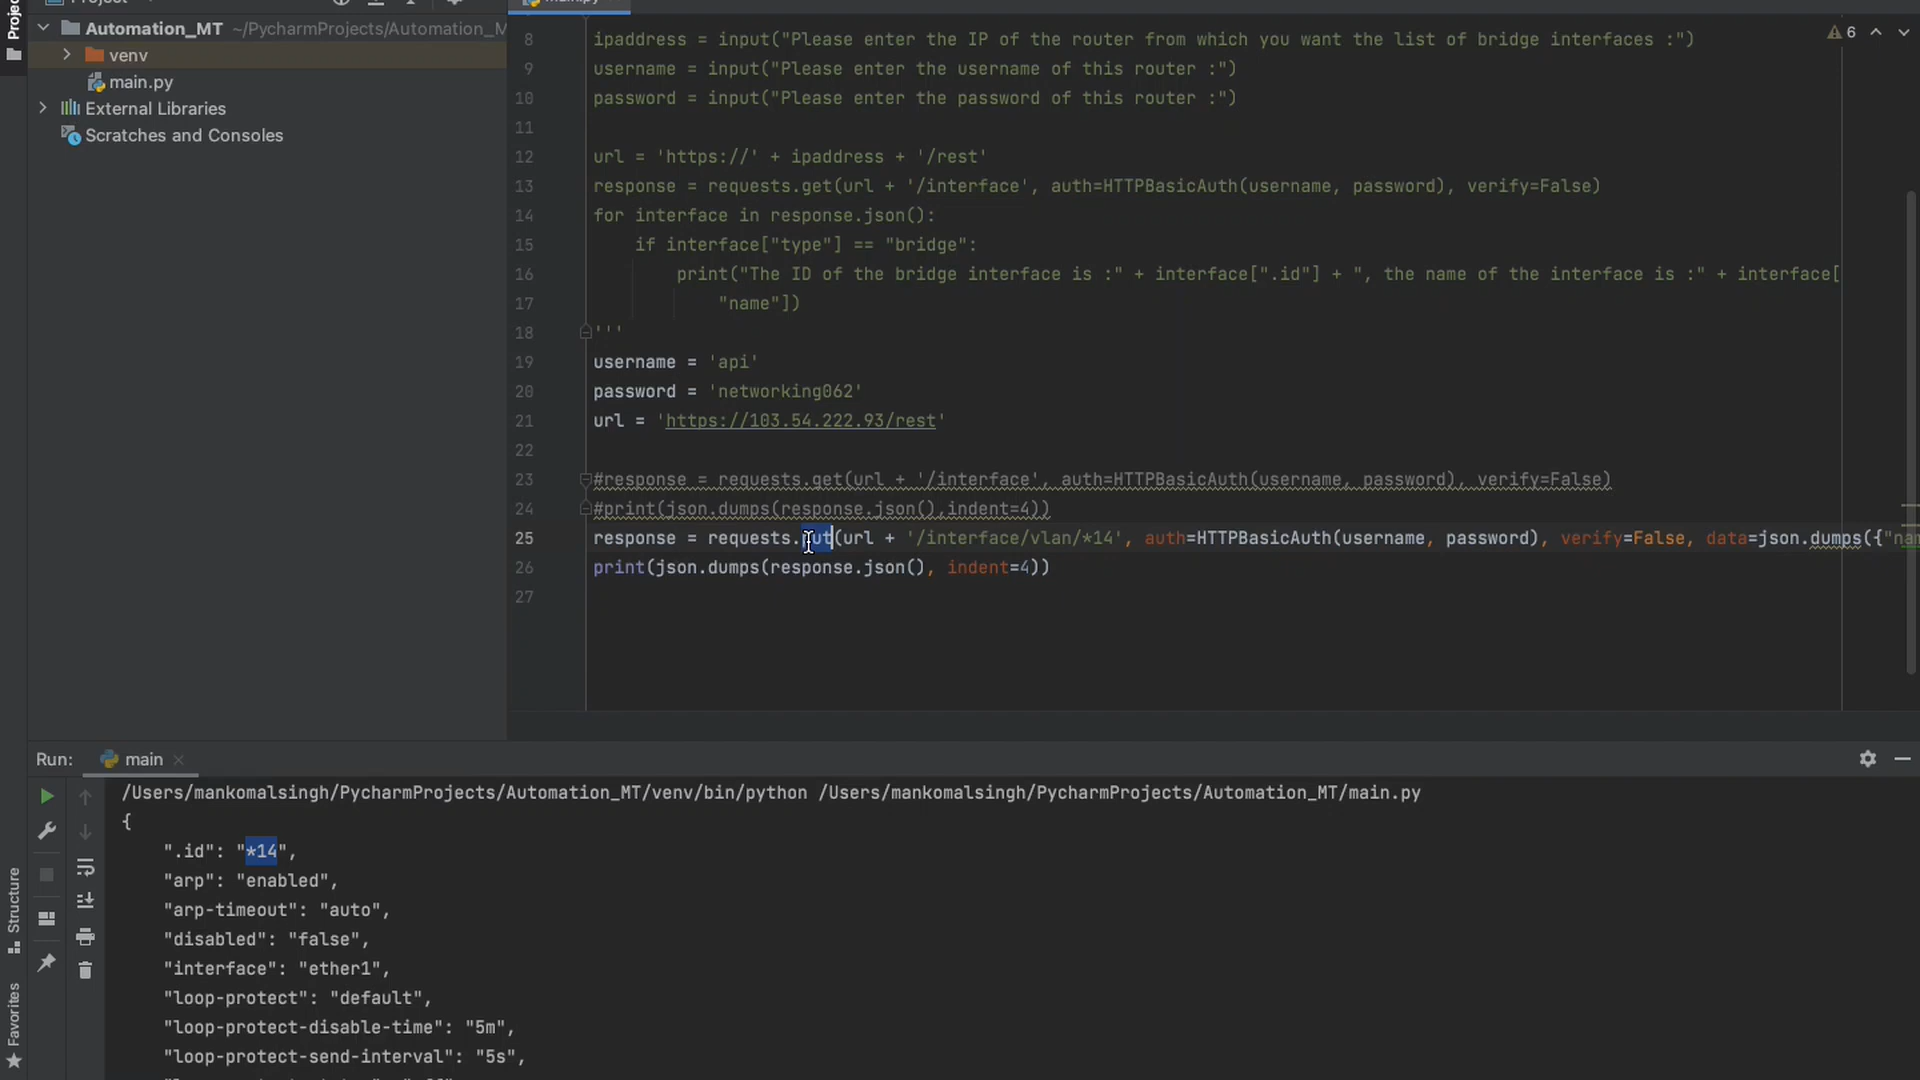 Project
Project
main.py
Automation_MT ~/PycharmProjects/Automation_M
venv
main.py
External Libraries
Scratches and Consoles
6
8 ipaddress = input("Please enter the IP of the router from which you want the list of bridge interfaces :")
9 username = input("Please enter the username of this router :")
10 password = input("Please enter the password of this router :")
11
12 url = 'https://' + ipaddress + '/rest'
13 response = requests.get(url + '/interface', auth=HTTPBasicAuth(username, password), verify=False)
14 for interface in response.json():
15 if interface["type"] == "bridge":
16 print("The ID of the bridge interface is :" + interface[".id"] + ", the name of the interface is :" + interface[
17 "name"])
18 '''
19 username = 'api'
20 password = 'networking062'
21 url = 'https://103.54.222.93/rest'
22
23 #response = requests.get(url + '/interface', auth=HTTPBasicAuth(username, password), verify=False)
24 #print(json.dumps(response.json(),indent=4))
25 response = requests.put(url + '/interface/vlan/*14', auth=HTTPBasicAuth(username, password), verify=False, data=json.dumps({"nam
26 print(json.dumps(response.json(), indent=4))
27
Run: main
/Users/mankomalsingh/PycharmProjects/Automation_MT/venv/bin/python /Users/mankomalsingh/PycharmProjects/Automation_MT/main.py
{
".id": "*14",
"arp": "enabled",
"arp-timeout": "auto",
"disabled": "false",
"interface": "ether1",
"loop-protect": "default",
"loop-protect-disable-time": "5m",
"loop-protect-send-interval": "5s",
Structure
Favorites